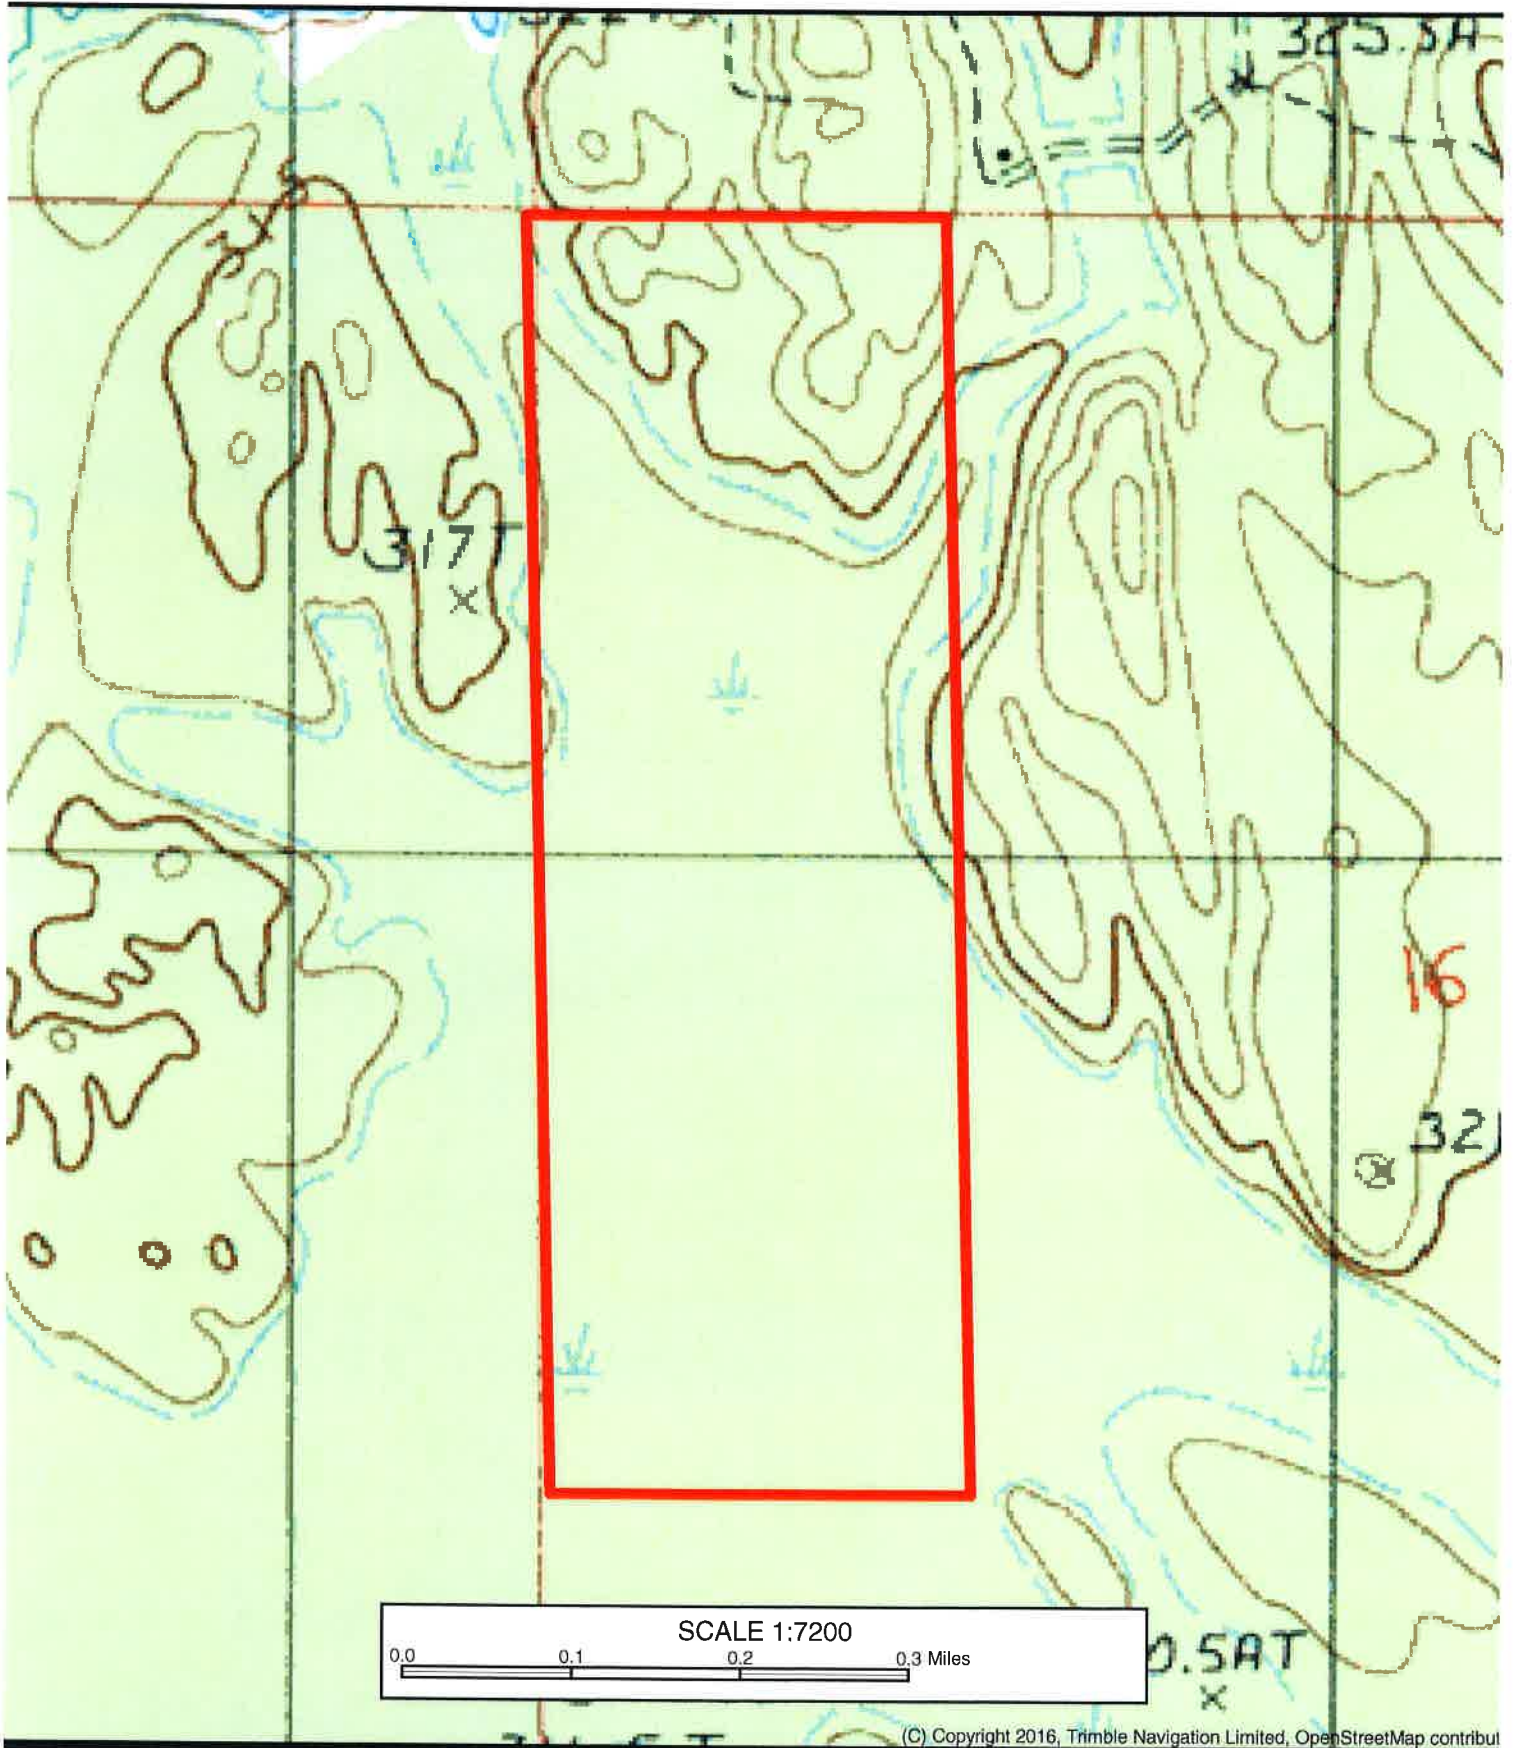 325.5A
317T
16
32
SCALE 1:7200
0.0 0.1 0.2 0.3 Miles
0.5AT
(C) Copyright 2016, Trimble Navigation Limited, OpenStreetMap contribut